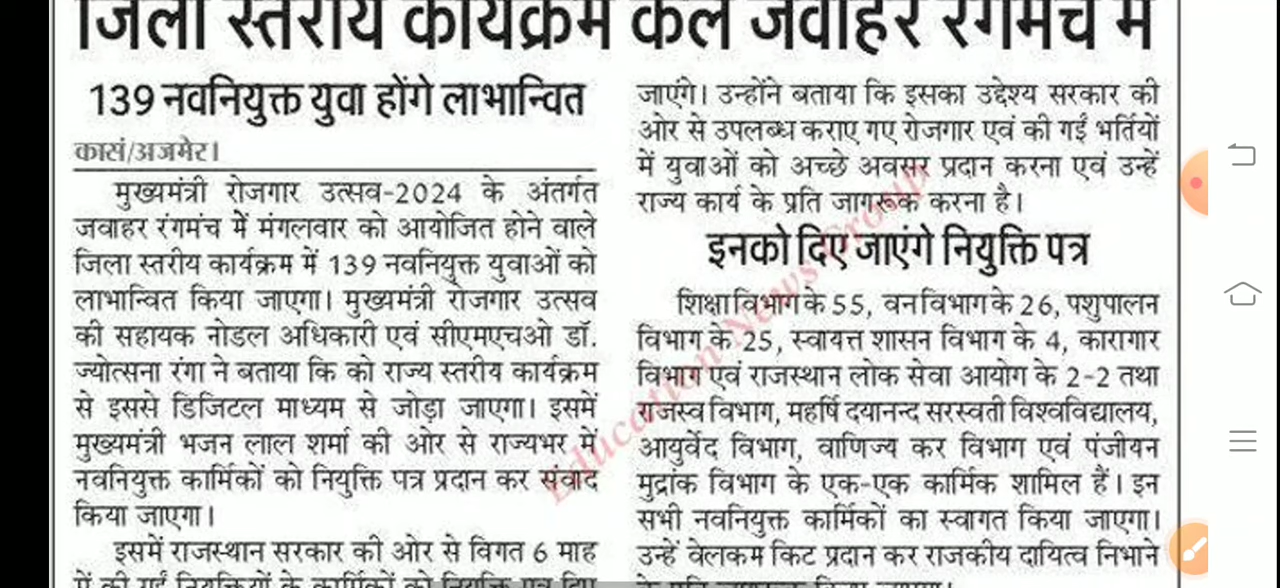 जिला स्तरीय कार्यक्रम कल जवाहर रंगमंच में
139 नवनियुक्त युवा होंगे लाभान्वित
कासं/अजमेर।
मुख्यमंत्री रोजगार उत्सव-2024 के अंतर्गत
जवाहर रंगमंच में मंगलवार को आयोजित होने वाले
जिला स्तरीय कार्यक्रम में 139 नवनियुक्त युवाओं को
लाभान्वित किया जाएगा। मुख्यमंत्री रोजगार उत्सव
की सहायक नोडल अधिकारी एवं सीएमएचओ डॉ.
ज्योत्सना रंगा ने बताया कि को राज्य स्तरीय कार्यक्रम
से इससे डिजिटल माध्यम से जोड़ा जाएगा। इसमें
मुख्यमंत्री भजन लाल शर्मा की ओर से राज्यभर में
नवनियुक्त कार्मिकों को नियुक्ति पत्र प्रदान कर संवाद
किया जाएगा।
इसमें राजस्थान सरकार की ओर से विगत 6 माह
में की गई नियुक्तियों के कार्मिकों को नियुक्ति पत्र दिए
जाएंगे। उन्होंने बताया कि इसका उद्देश्य सरकार की
ओर से उपलब्ध कराए गए रोजगार एवं की गईं भर्तियों
में युवाओं को अच्छे अवसर प्रदान करना एवं उन्हें
राज्य कार्य के प्रति जागरूक करना है।
इनको दिए जाएंगे नियुक्ति पत्र
शिक्षा विभाग के 55, वन विभाग के 26, पशुपालन
विभाग के 25, स्वायत्त शासन विभाग के 4, कारागार
विभाग एवं राजस्थान लोक सेवा आयोग के 2-2 तथा
राजस्व विभाग, महर्षि दयानन्द सरस्वती विश्वविद्यालय,
आयुर्वेद विभाग, वाणिज्य कर विभाग एवं पंजीयन
मुद्रांक विभाग के एक-एक कार्मिक शामिल हैं। इन
सभी नवनियुक्त कार्मिकों का स्वागत किया जाएगा।
उन्हें वेलकम किट प्रदान कर राजकीय दायित्व निभाने
Education News Group